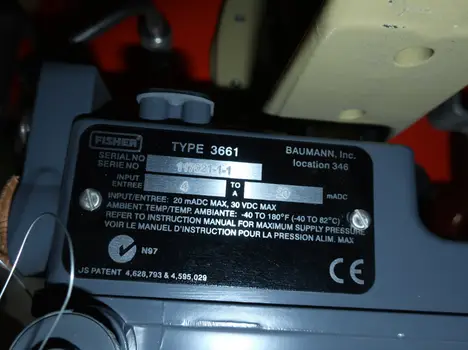 FISHER
TYPE 3661
BAUMANN, Inc.
location 346
SERIAL NO
SERIE NO
INPUT
ENTREE
4
TO
A
20
mADC
INPUT/ENTREE: 20 mADC MAX, 30 VDC MAX
AMBIENT TEMP/TEMP. AMBIANTE: -40 TO 180°F (-40 TO 82°C)
REFER TO INSTRUCTION MANUAL FOR MAXIMUM SUPPLY PRESSURE
VOIR LE MANUEL D'INSTRUCTION POUR LA PRESSION ALIM. MAX
N97
CE
US PATENT 4,628,793 & 4,595,029